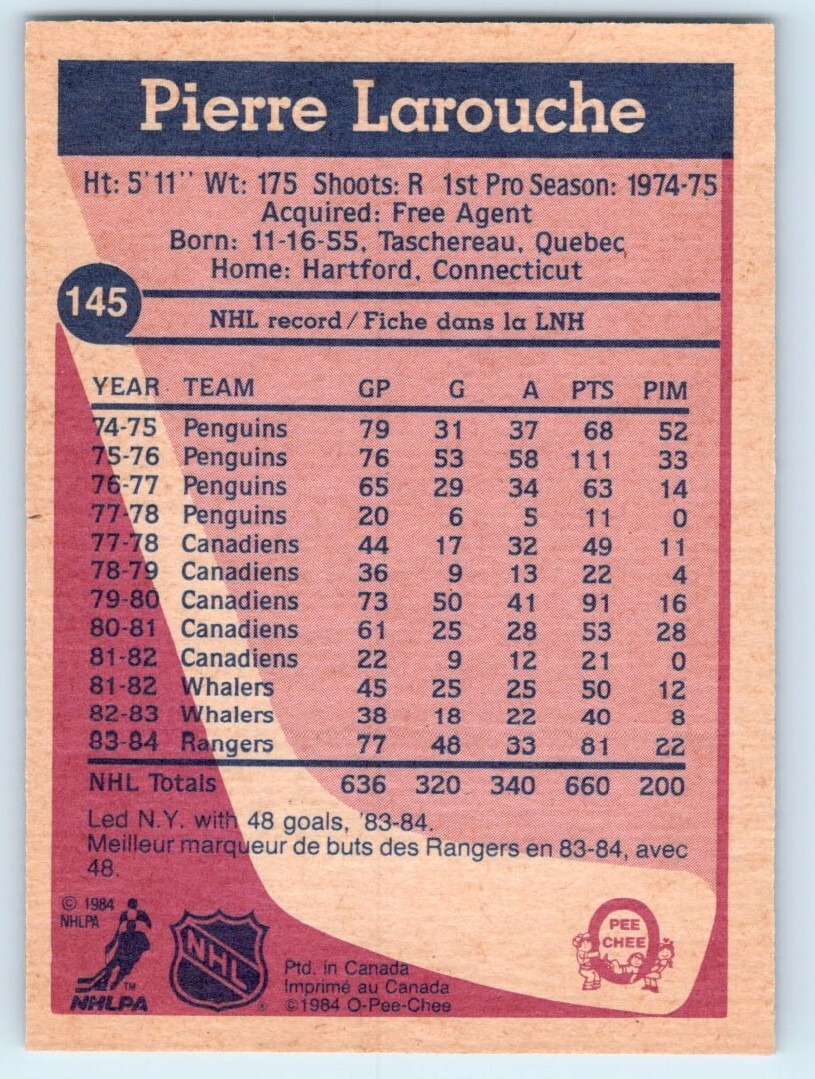 Pierre Larouche
Ht: 5'11" Wt: 175 Shoots: R 1st Pro Season: 1974-75
Acquired: Free Agent
Born: 11-16-55, Taschereau, Quebec
Home: Hartford, Connecticut
145
NHL record/Fiche dans la LNH
YEAR TEAM GP G A PTS PIM
74-75 Penguins 79 31 37 68 52
75-76 Penguins 76 53 58 111 33
76-77 Penguins 65 29 34 63 14
77-78 Penguins 20 6 5 11 0
77-78 Canadiens 44 17 32 49 11
78-79 Canadiens 36 9 13 22 4
79-80 Canadiens 73 50 41 91 16
80-81 Canadiens 61 25 28 53 28
81-82 Canadiens 22 9 12 21 0
81-82 Whalers 45 25 25 50 12
82-83 Whalers 38 18 22 40 8
83-84 Rangers 77 48 33 81 22
NHL Totals 636 320 340 660 200
Led N.Y. with 48 goals, '83-84.
Meilleur marqueur de buts des Rangers en 83-84, avec
48.
© 1984
NHLPA
TM
NHLPA
NHL
®
Ptd. in Canada
Imprimé au Canada
©1984 O-Pee-Chee
PEE
CHEE